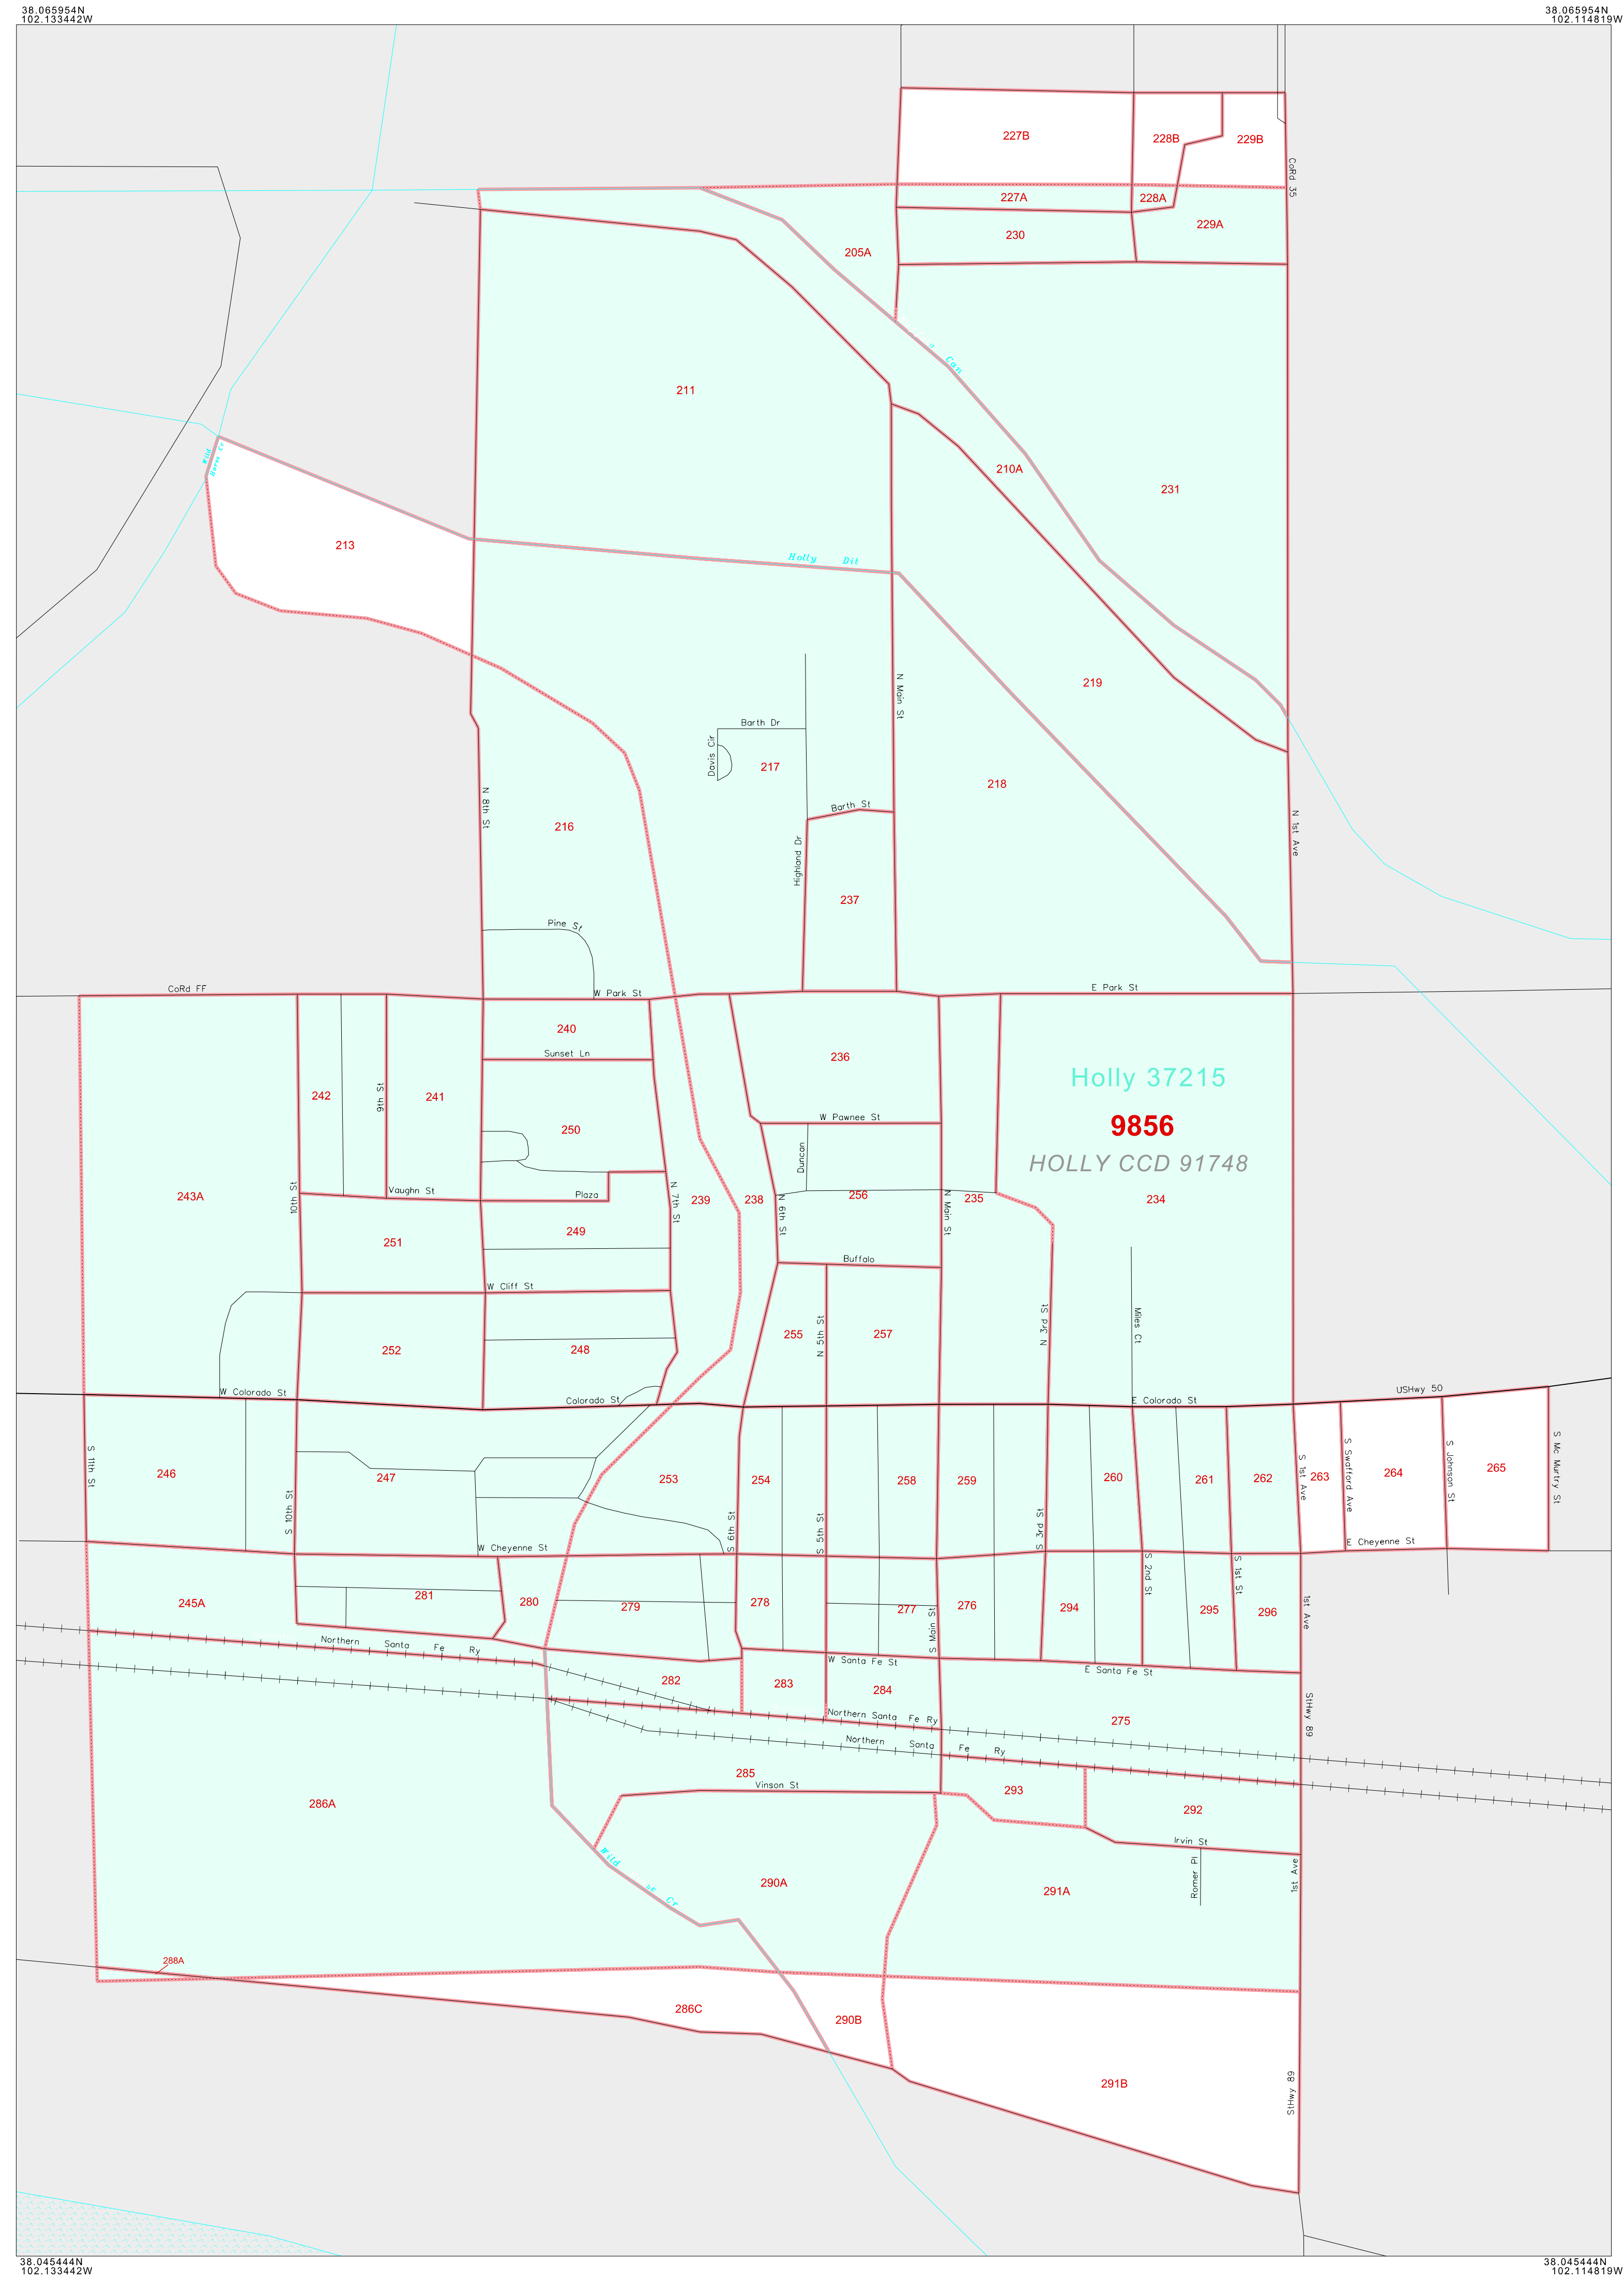 38.065954N
102.133442W
38.065954N
102.114819W
227B
228B
229B
CoRd 35
227A
228A
229A
230
205A
Can
211
210A
231
Wild
Horse Cr
213
Holly Dit
219
N Main St
Barth Dr
Davis Cir
217
218
N 8th St
216
Barth St
N 1st Ave
Highland Dr
237
Pine St
CoRd FF
W Park St
E Park St
240
Sunset Ln
236
Holly 37215
242
9th St
241
9856
W Pawnee St
250
HOLLY CCD 91748
Duncan
10th St
243A
Vaughn St
Plaza
N 7th St
239
238
N 6th St
256
N Main St
235
234
249
251
Buffalo
W Cliff St
N 5th St
N 3rd St
Miles Ct
255
257
252
248
W Colorado St
Colorado St
E Colorado St
USHwy 50
S 11th St
246
247
S 10th St
253
254
S 6th St
S 5th St
258
259
S 3rd St
260
261
262
S 1st Ave
263
S Swafford Ave
264
S Johnson St
265
S Mc Murtry St
W Cheyenne St
E Cheyenne St
S 2nd St
S 1st St
245A
281
280
279
278
277
S Main St
276
294
295
296
1st Ave
Northern Santa Fe Ry
W Santa Fe St
E Santa Fe St
282
283
284
StHwy 89
Northern Santa Fe Ry
275
Northern Santa Fe Ry
285
Vinson St
293
286A
292
Irvin St
Wild
se Cr
Romer Pl
1st Ave
290A
291A
288A
286C
290B
291B
StHwy 89
38.045444N
102.133442W
38.045444N
102.114819W